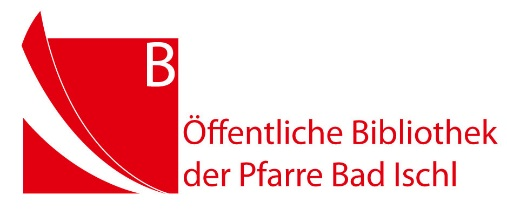 B
Öffentliche Bibliothek
der Pfarre Bad Ischl